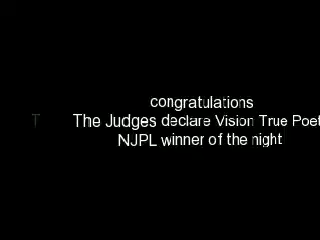 congratulations
T The Judges declare Vision True Poet
NJPL winner of the night